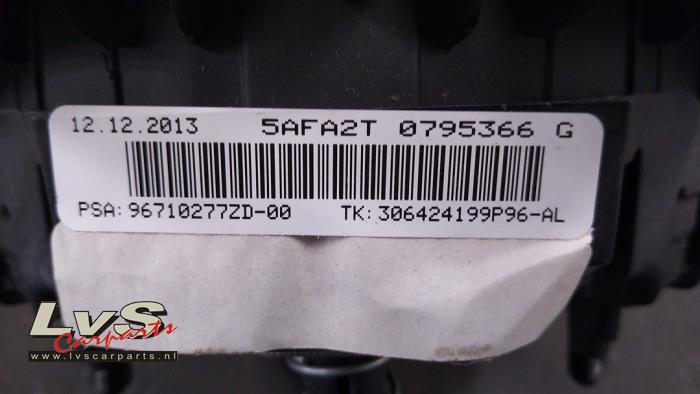 12.12.2013 5AFA2T 0795366 G
PSA: 96710277ZD-00 TK: 306424199P96-AL
LvS
Carparts
www.lvscarparts.nl